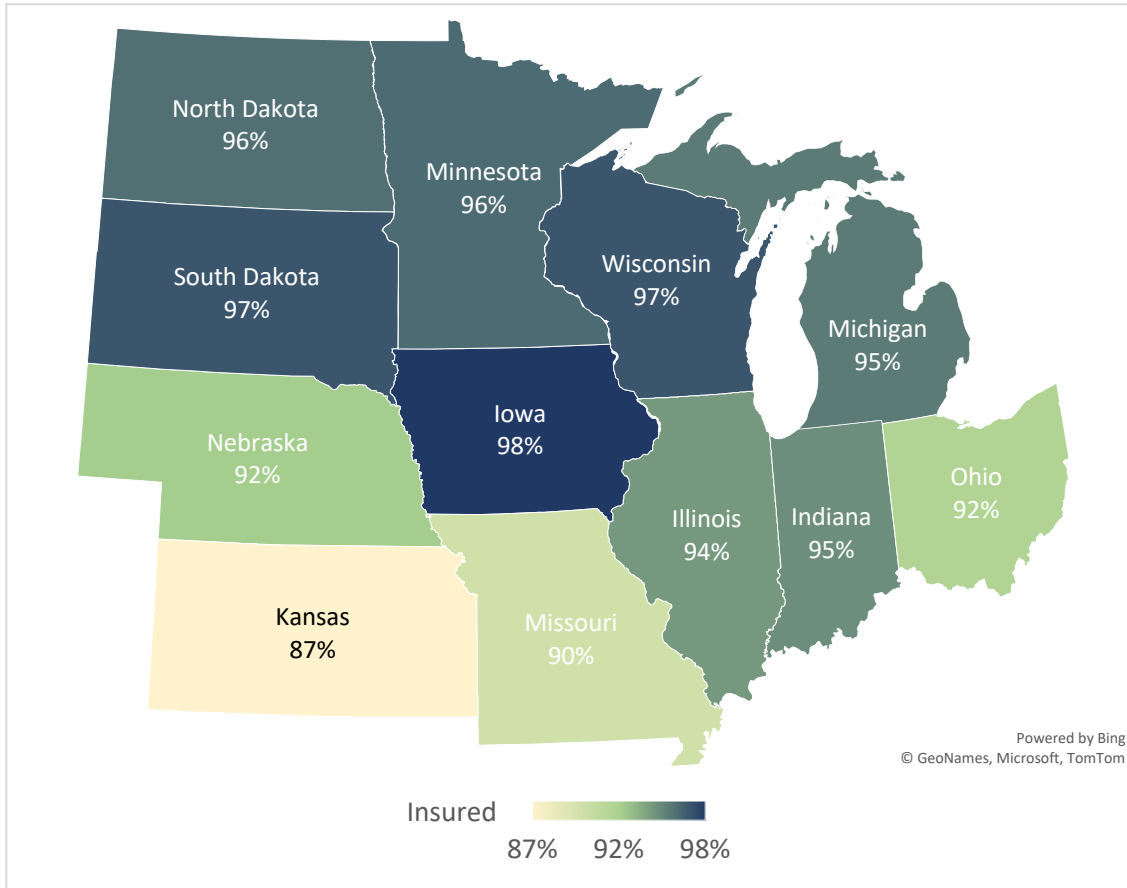 North Dakota
96%
Minnesota
96%
South Dakota
97%
Wisconsin
97%
Michigan
95%
Iowa
98%
Nebraska
92%
Ohio
92%
Illinois
94%
Indiana
95%
Kansas
87%
Missouri
90%
Powered by Bing
© GeoNames, Microsoft, TomTom
Insured
87% 92% 98%